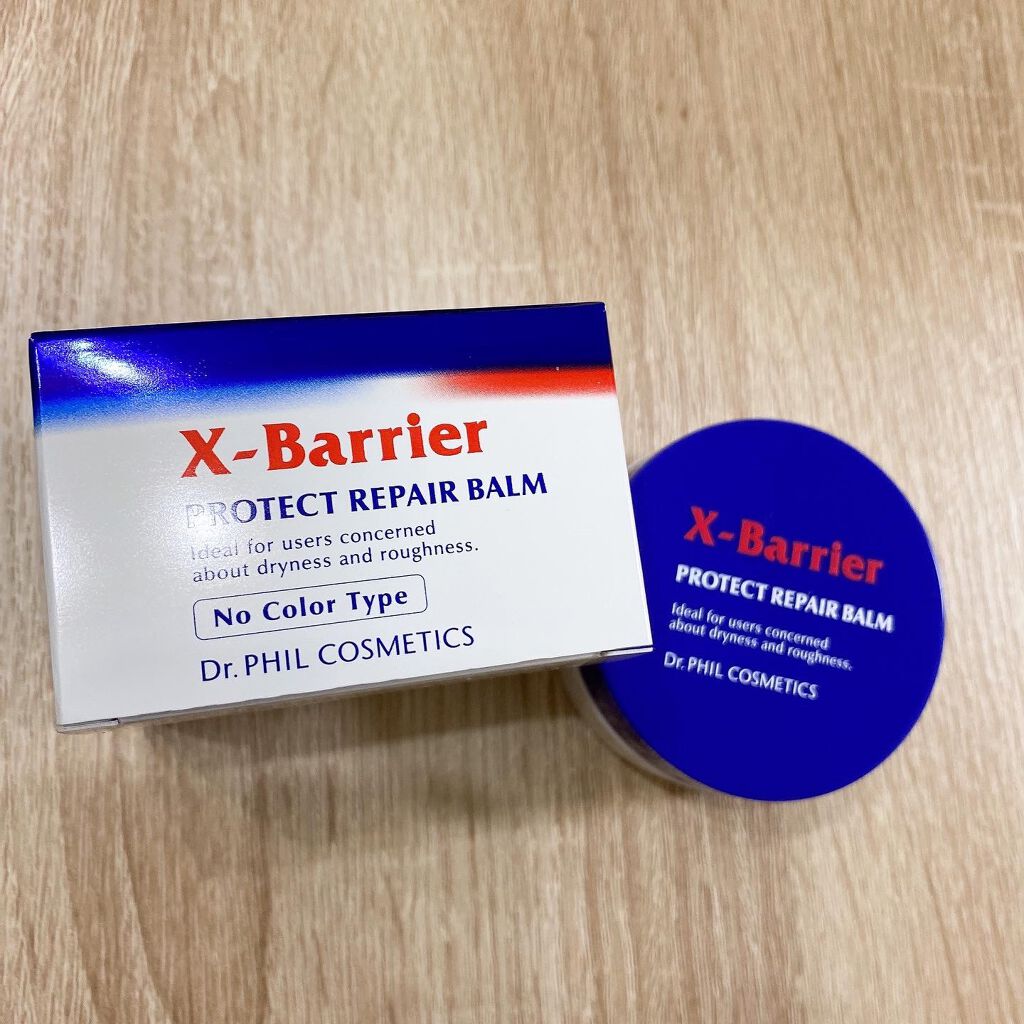 X-Barrier
PROTECT REPAIR BALM
Ideal for users concerned
about dryness and roughness.
No Color Type
Dr. PHIL COSMETICS
X-Barrier
PROTECT REPAIR BALM
Ideal for users concerned
about dryness and roughness.
Dr. PHIL COSMETICS